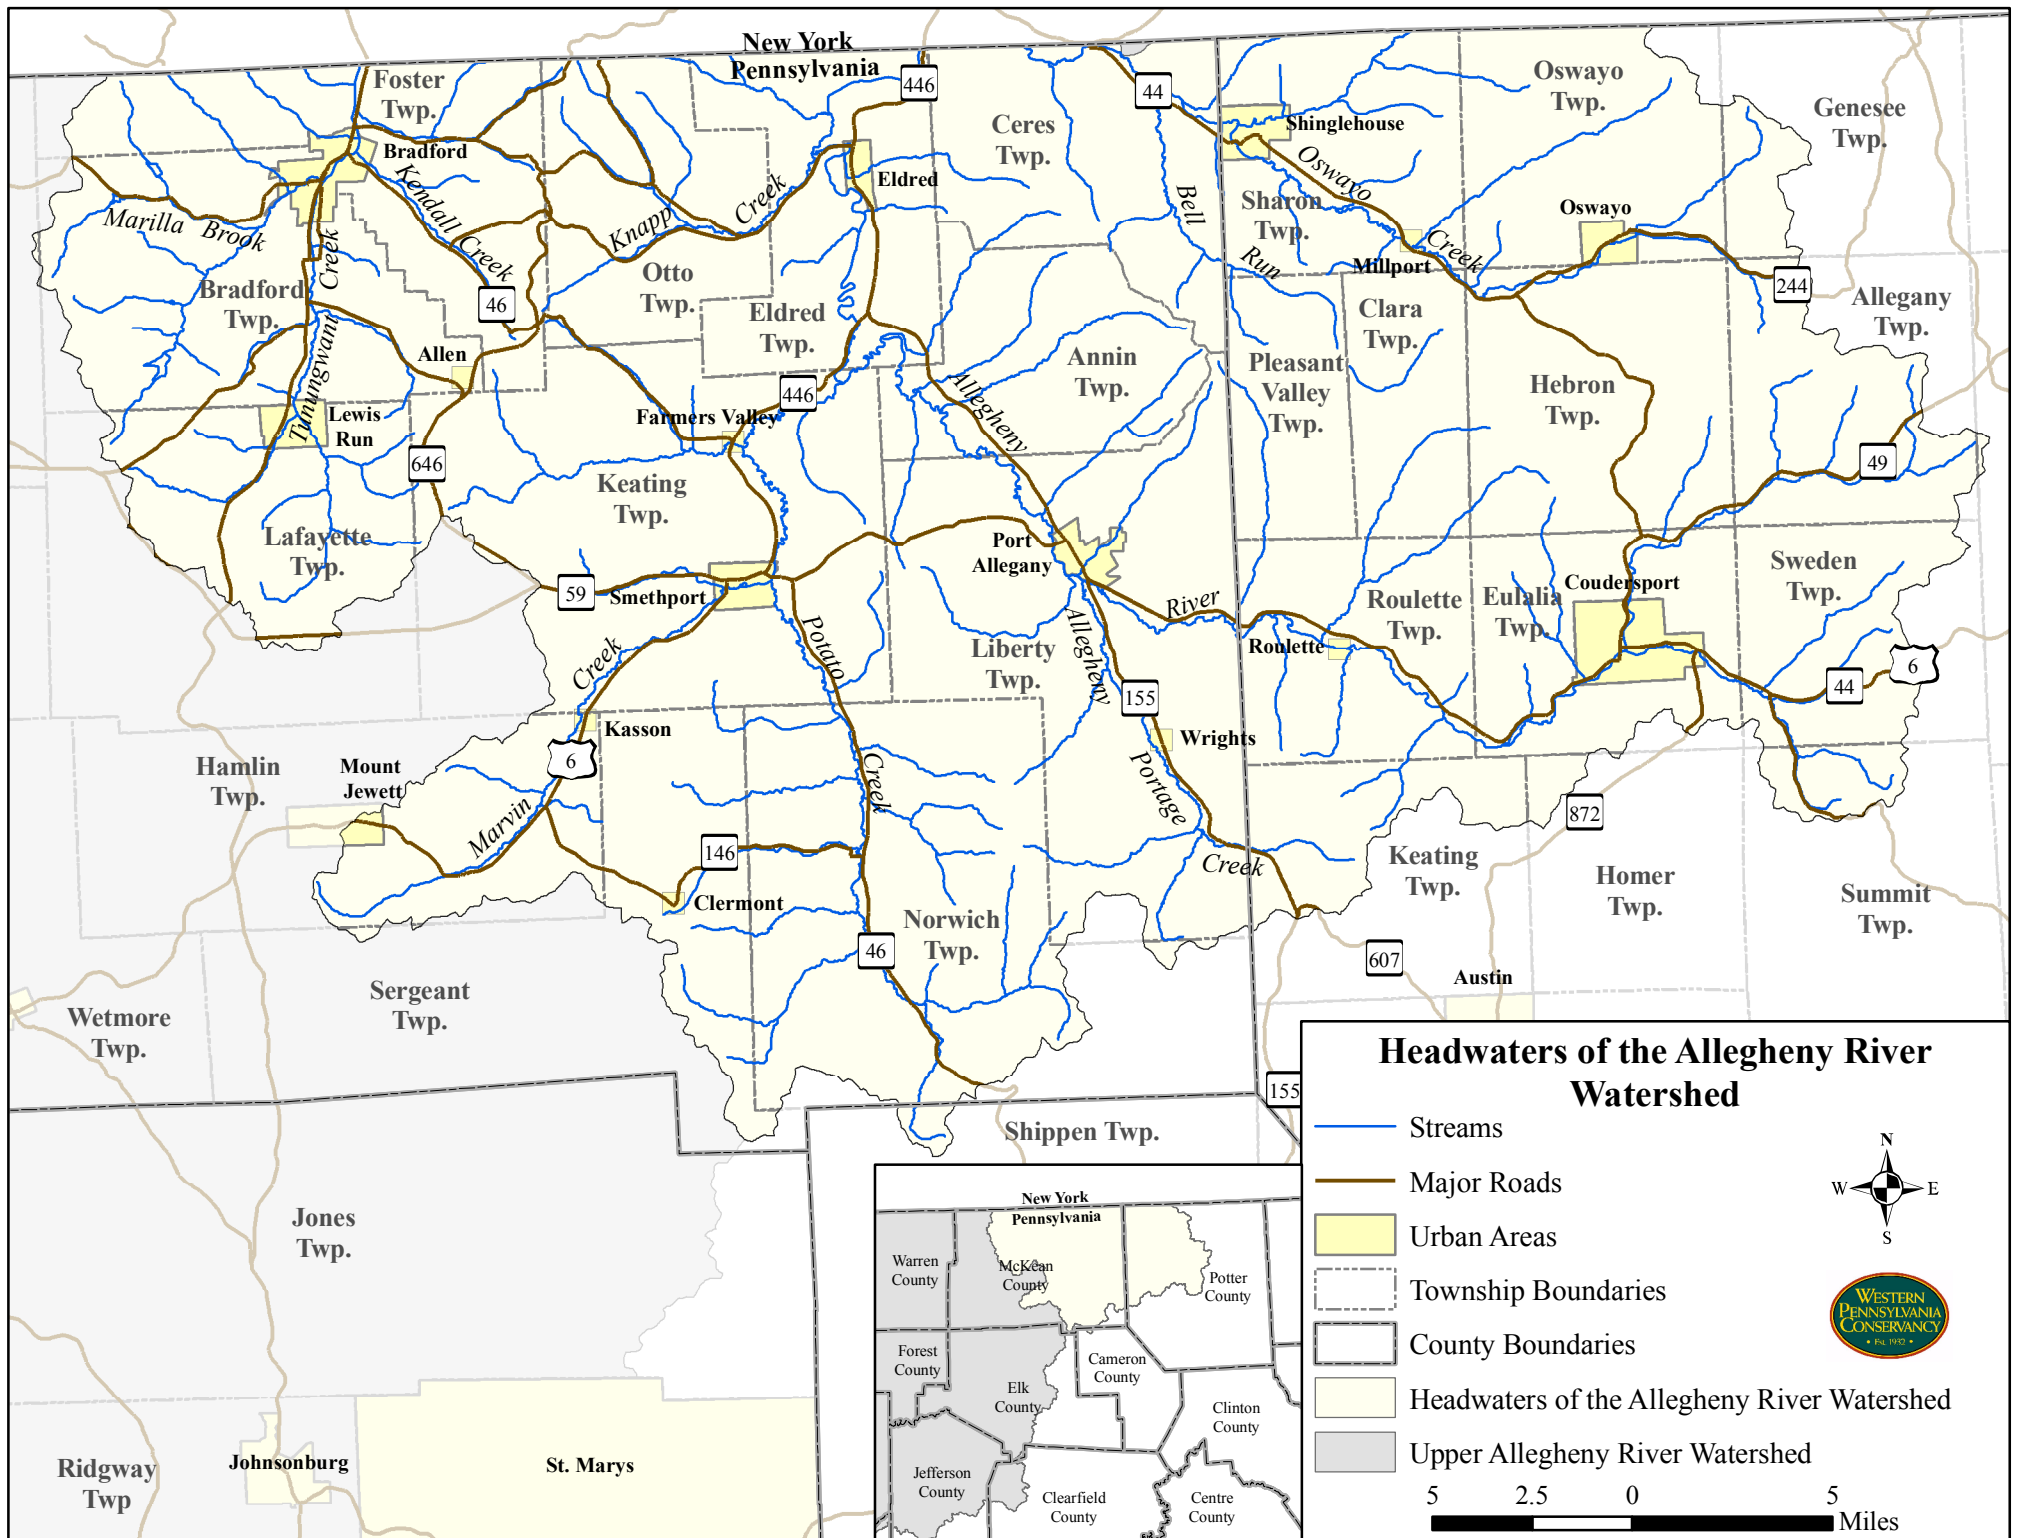 New York
Pennsylvania
Foster
Twp.
446
44
Ceres
Twp.
Oswayo
Twp.
Genesee
Twp.
Shinglehouse
Bradford
Kendall Creek
Eldred
Oswayo
Creek
Marilla Brook
Knapp Creek
Bell
Run
Sharon
Twp.
Oswayo
Millport
Creek
Tunungwant
Bradford
Twp.
46
Otto
Twp.
Eldred
Twp.
244
Allegany
Twp.
Clara
Twp.
Allen
Annin
Twp.
Pleasant
Valley
Twp.
Hebron
Twp.
Lewis
Run
Farmers Valley
446
Allegheny
646
49
Keating
Twp.
Lafayette
Twp.
Port
Allegany
Sweden
Twp.
59
Smethport
Coudersport
River
Roulette
Twp.
Eulalia
Twp.
Creek
Potato
Liberty
Twp.
Allegheny
Roulette
6
44
155
Kasson
Wrights
6
Hamlin
Twp.
Mount
Jewett
Creek
Portage
Marvin
872
146
Creek
Keating
Twp.
Homer
Twp.
Summit
Twp.
Clermont
Norwich
Twp.
46
607
Austin
Sergeant
Twp.
Wetmore
Twp.
155
Shippen Twp.
Jones
Twp.
Ridgway
Twp
Johnsonburg
St. Marys
Headwaters of the Allegheny River
Watershed
Streams
Major Roads
Urban Areas
Township Boundaries
County Boundaries
Headwaters of the Allegheny River Watershed
Upper Allegheny River Watershed
N
W
E
S
WESTERN
PENNSYLVANIA
CONSERVANCY
• Est. 1932 •
5
2.5
0
5
Miles
New York
Pennsylvania
Warren
County
McKean
County
Potter
County
Forest
County
Cameron
County
Elk
County
Clinton
County
Jefferson
County
Clearfield
County
Centre
County